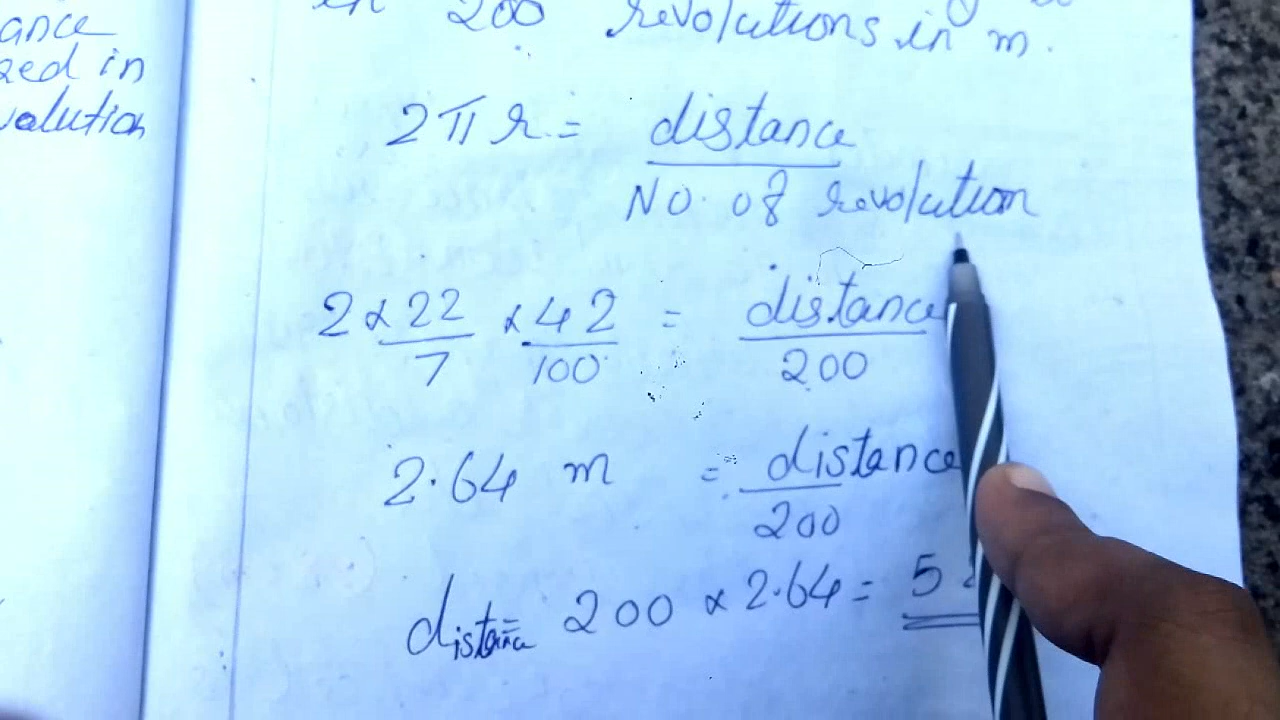 ance
zed in
volution
in 200 revolutions in m.
2πr = distance
No. of revolution
2 × 22 × 42 = distance
7 100 200
2.64 m = distance
200
distance = 200 × 2.64 = 5